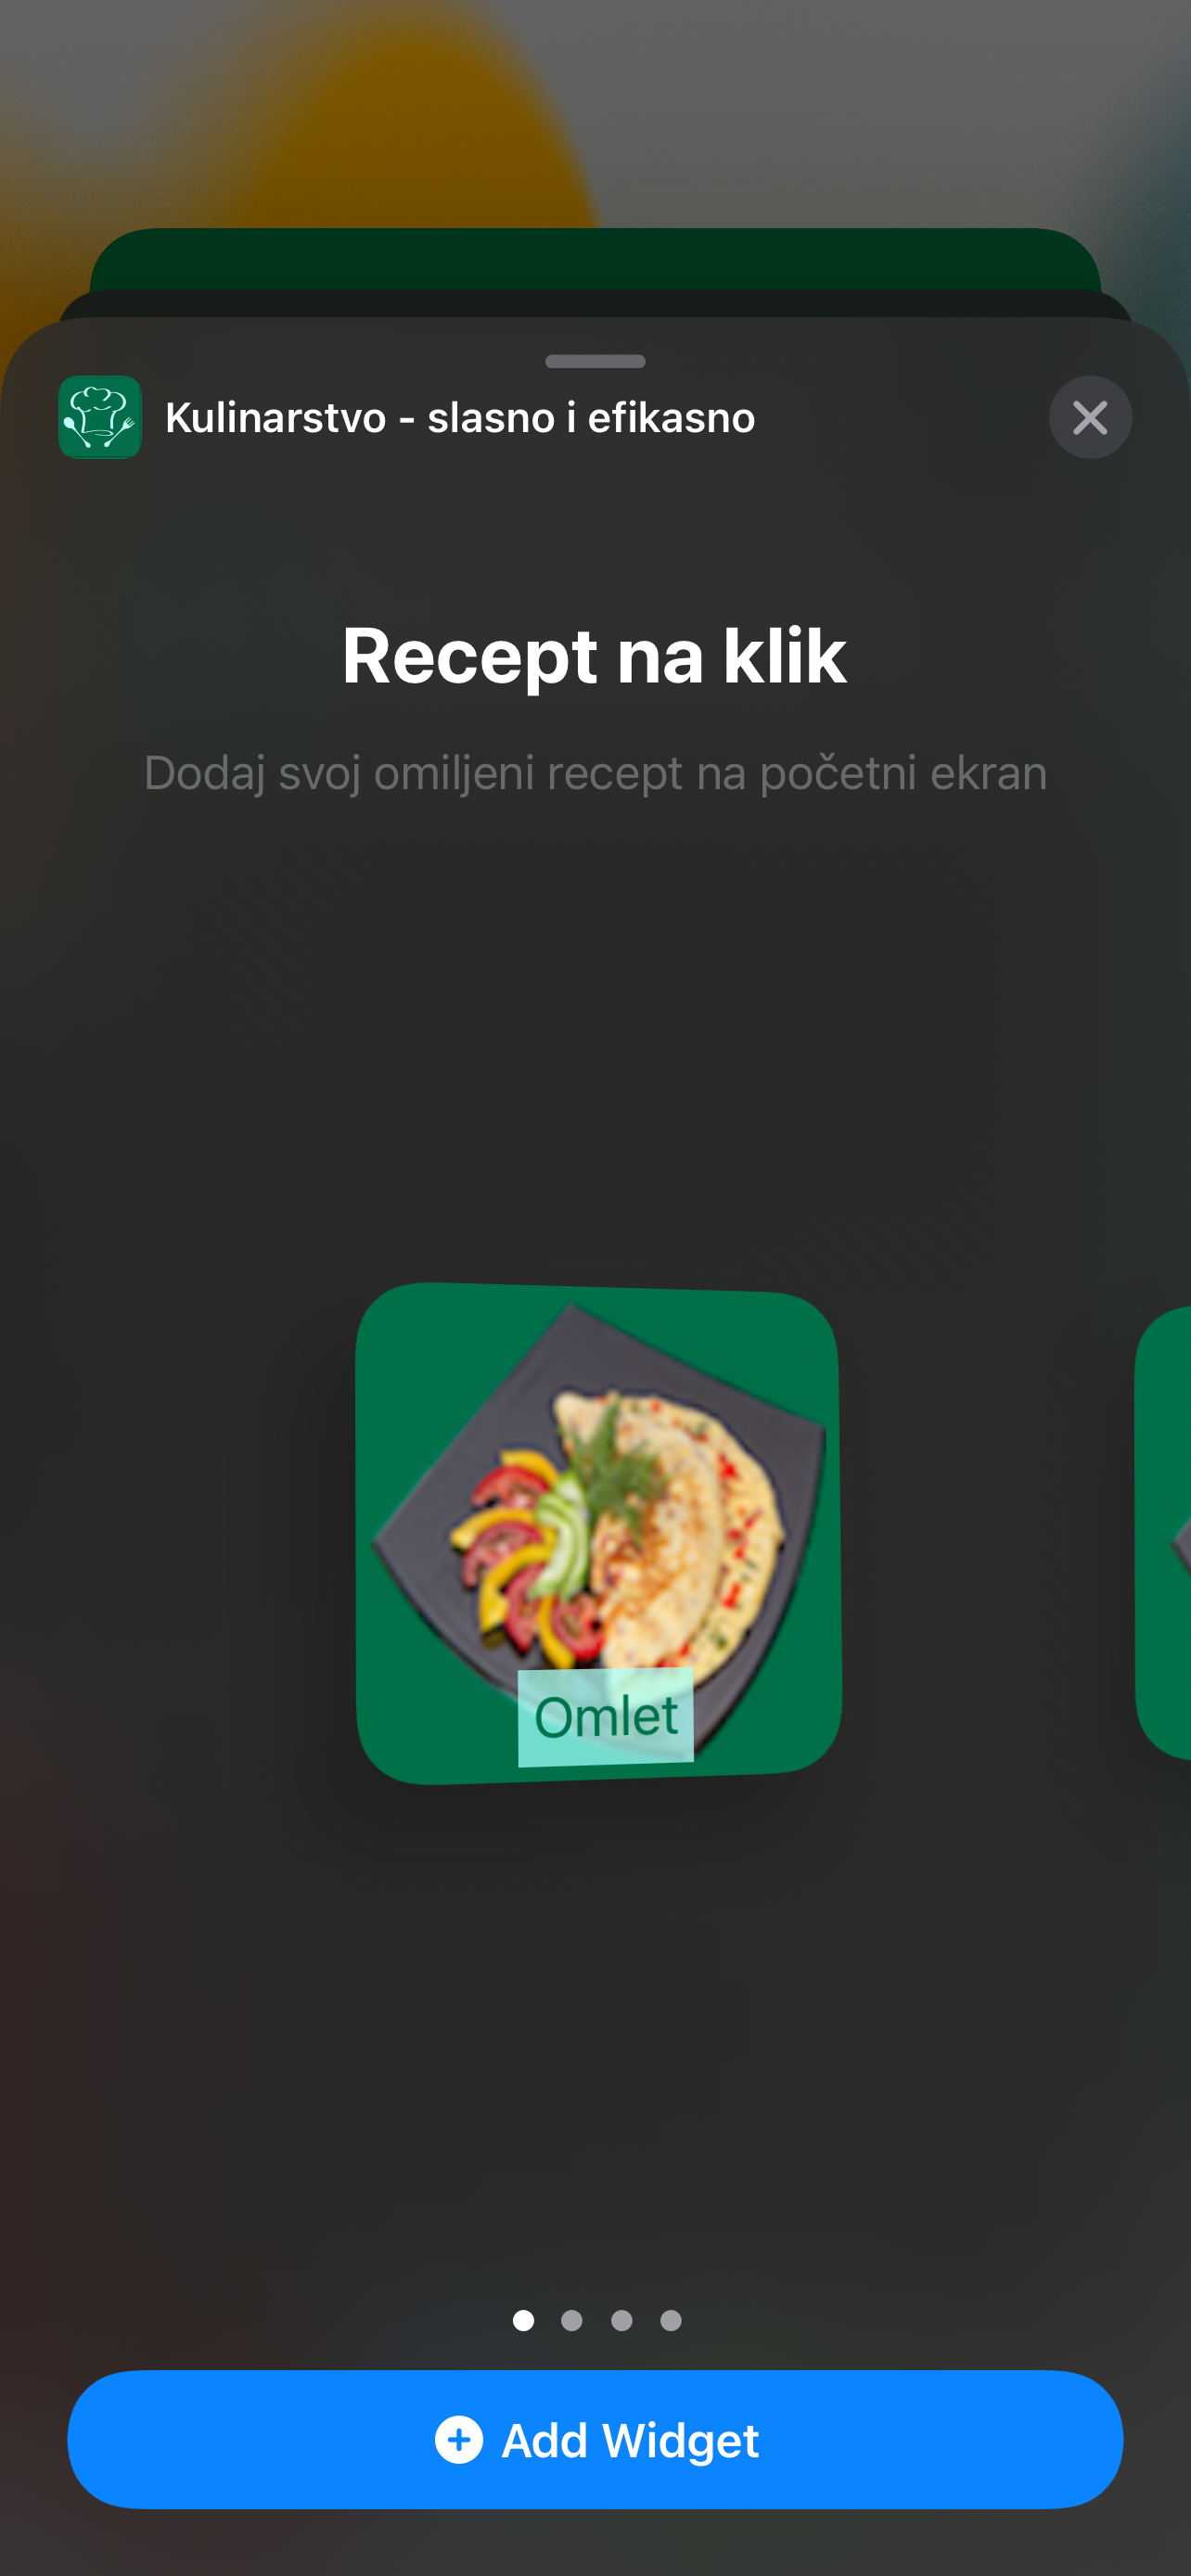 Kulinarstvo - slasno i efikasno
Recept na klik
Dodaj svoj omiljeni recept na početni ekran
Omlet
Add Widget